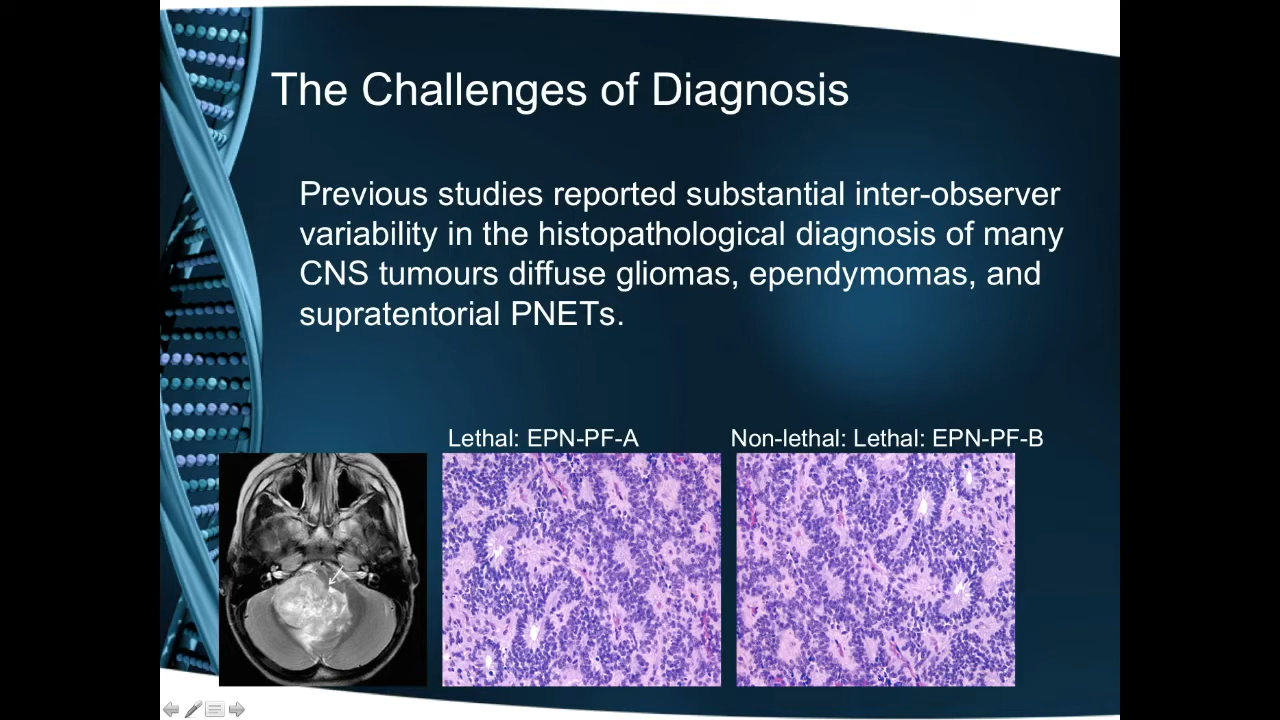 The Challenges of Diagnosis
Previous studies reported substantial inter-observer
variability in the histopathological diagnosis of many
CNS tumours diffuse gliomas, ependymomas, and
supratentorial PNETs.
Lethal: EPN-PF-A
Non-lethal: Lethal: EPN-PF-B